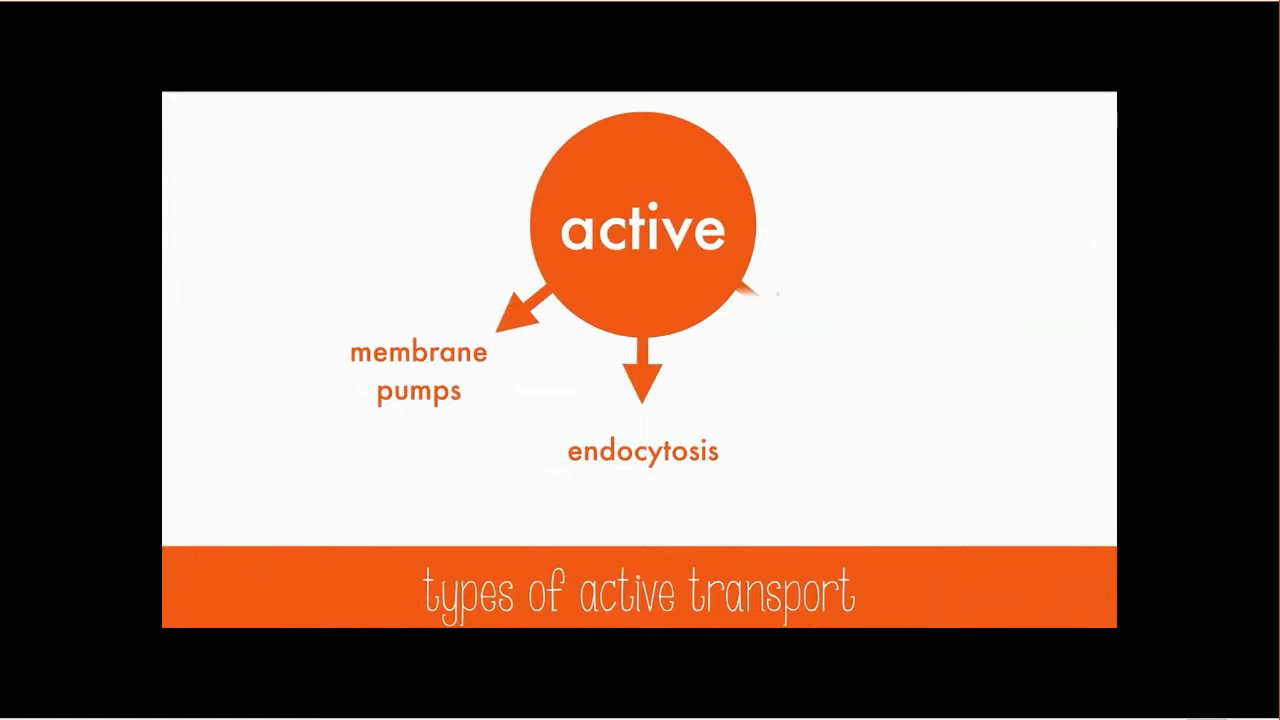 active
membrane
pumps
endocytosis
types of active transport